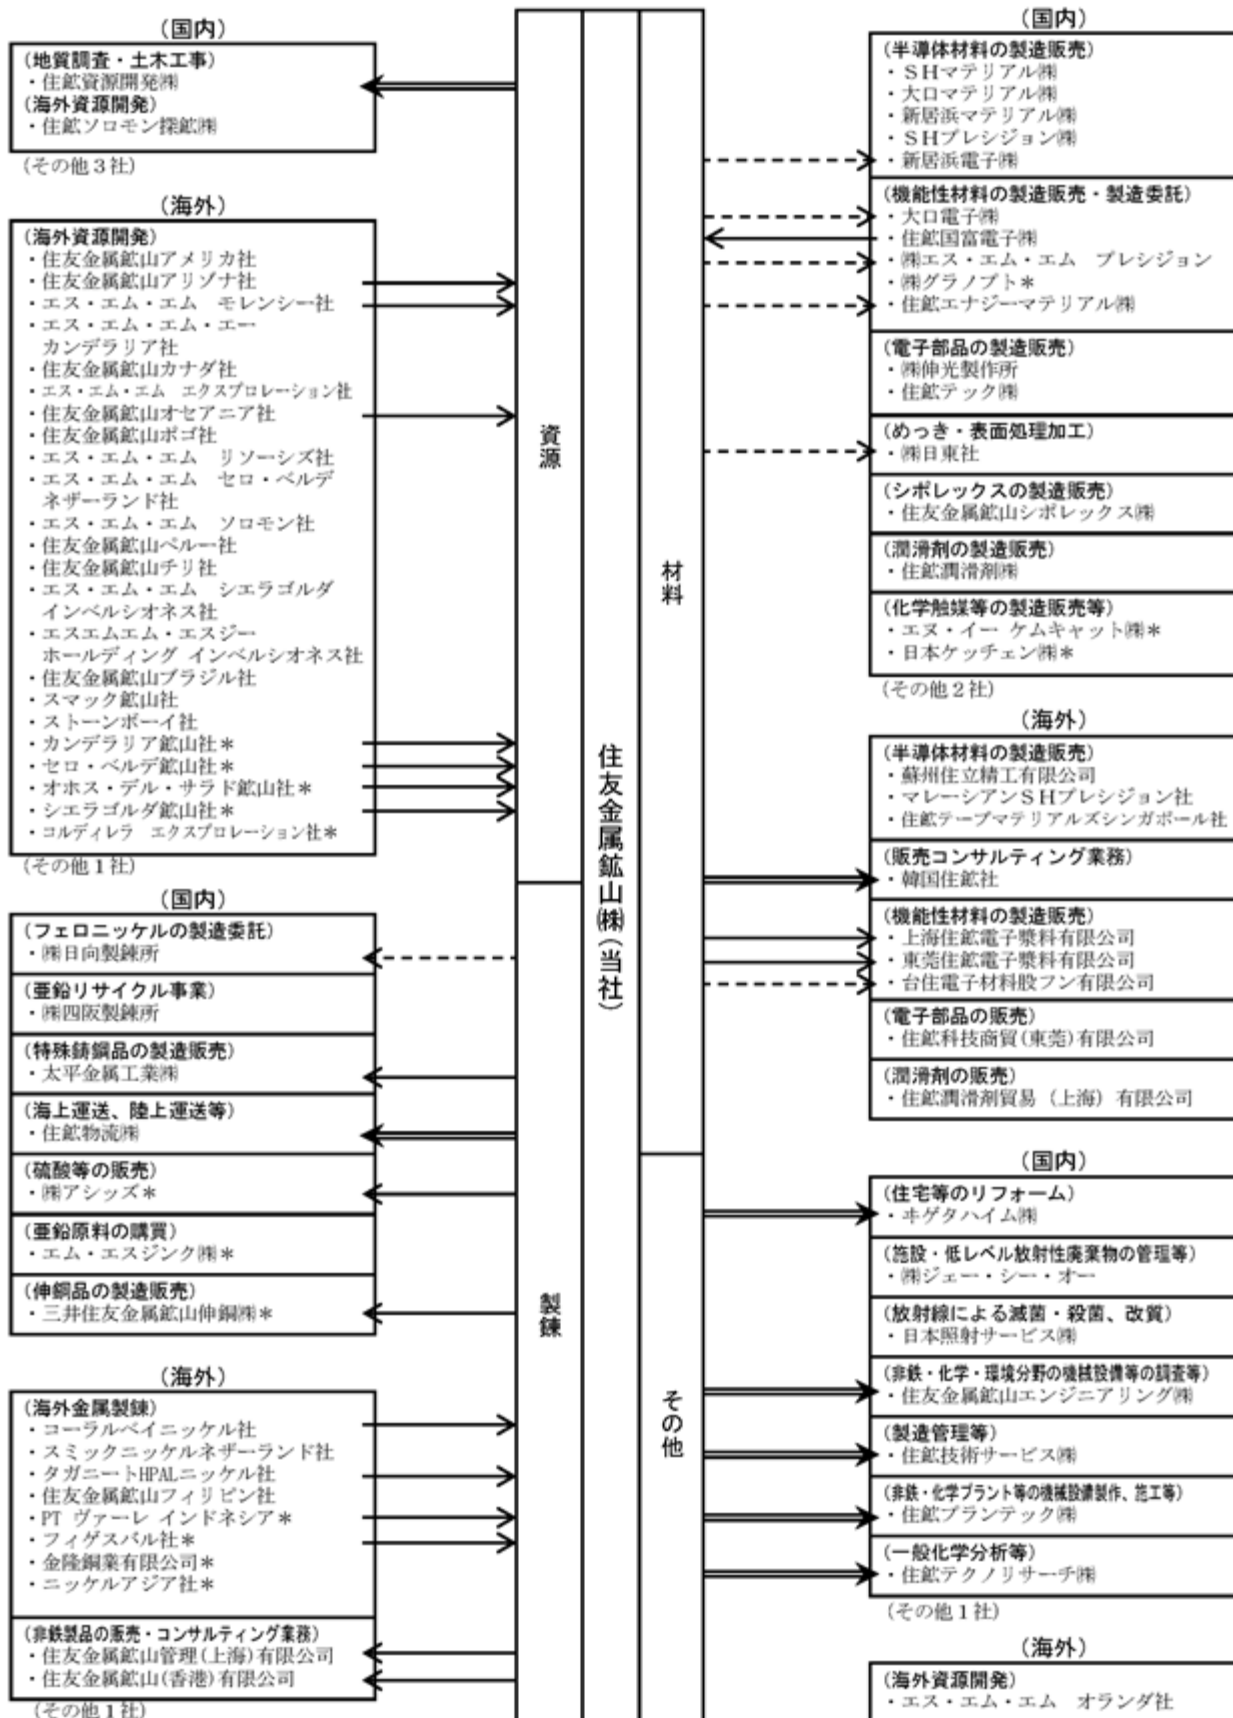 (国内)
(地質調査・土木工事)
・住鉱資源開発㈱
(海外資源開発)
・住鉱ソロモン探鉱㈱
(その他3社)
(海外)
(海外資源開発)
・住友金属鉱山アメリカ社
・住友金属鉱山アリゾナ社
・エス・エム・エム モレンシー社
・エス・エム・エム・エー
カンデラリア社
・住友金属鉱山カナダ社
・エス・エム・エム エクスプロレーション社
・住友金属鉱山オセアニア社
・住友金属鉱山ポゴ社
・エス・エム・エム リソーシズ社
・エス・エム・エム セロ・ベルデ
ネザーランド社
・エス・エム・エム ソロモン社
・住友金属鉱山ペルー社
・住友金属鉱山チリ社
・エス・エム・エム シエラゴルダ
インベルシオネス社
・エスエムエム・エスジー
ホールディング インベルシオネス社
・住友金属鉱山ブラジル社
・スマック鉱山社
・ストーンボーイ社
・カンデラリア鉱山社＊
・セロ・ベルデ鉱山社＊
・オホス・デル・サラド鉱山社＊
・シエラゴルダ鉱山社＊
・コルディレラ エクスプロレーション社＊
(その他1社)
(国内)
(フェロニッケルの製造委託)
・㈱日向製錬所
(亜鉛リサイクル事業)
・㈱四阪製錬所
(特殊鋳鋼品の製造販売)
・太平金属工業㈱
(海上運送、陸上運送等)
・住鉱物流㈱
(硫酸等の販売)
・㈱アシッズ＊
(亜鉛原料の購買)
・エム・エスジンク㈱＊
(伸銅品の製造販売)
・三井住友金属鉱山伸銅㈱＊
(海外)
(海外金属製錬)
・コーラルベイニッケル社
・スミックニッケルネザーランド社
・タガニートHPALニッケル社
・住友金属鉱山フィリピン社
・PT ヴァーレ インドネシア＊
・フィゲスバル社＊
・金隆銅業有限公司＊
・ニッケルアジア社＊
(非鉄製品の販売・コンサルティング業務)
・住友金属鉱山管理(上海)有限公司
・住友金属鉱山(香港)有限公司
(その他1社)
資源
製錬
住友金属鉱山㈱(当社)
材料
その他
(国内)
(半導体材料の製造販売)
・SHマテリアル㈱
・大口マテリアル㈱
・新居浜マテリアル㈱
・SHプレシジョン㈱
・新居浜電子㈱
(機能性材料の製造販売・製造委託)
・大口電子㈱
・住鉱国富電子㈱
・㈱エス・エム・エム プレシジョン
・㈱グラノプト＊
・住鉱エナジーマテリアル㈱
(電子部品の製造販売)
・㈱伸光製作所
・住鉱テック㈱
(めっき・表面処理加工)
・㈱日東社
(シポレックスの製造販売)
・住友金属鉱山シポレックス㈱
(潤滑剤の製造販売)
・住鉱潤滑剤㈱
(化学触媒等の製造販売等)
・エヌ・イー ケムキャット㈱＊
・日本ケッチェン㈱＊
(その他2社)
(海外)
(半導体材料の製造販売)
・蘇州住立精工有限公司
・マレーシアンSHプレシジョン社
・住鉱テープマテリアルズシンガポール社
(販売コンサルティング業務)
・韓国住鉱社
(機能性材料の製造販売)
・上海住鉱電子漿料有限公司
・東莞住鉱電子漿料有限公司
・台住電子材料股フン有限公司
(電子部品の販売)
・住鉱科技商貿(東莞)有限公司
(潤滑剤の販売)
・住鉱潤滑剤貿易（上海）有限公司
(国内)
(住宅等のリフォーム)
・ヰゲタハイム㈱
(施設・低レベル放射性廃棄物の管理等)
・㈱ジェー・シー・オー
(放射線による滅菌・殺菌、改質)
・日本照射サービス㈱
(非鉄・化学・環境分野の機械設備等の調査等)
・住友金属鉱山エンジニアリング㈱
(製造管理等)
・住鉱技術サービス㈱
(非鉄・化学プラント等の機械設備製作、施工等)
・住鉱プランテック㈱
(一般化学分析等)
・住鉱テクノリサーチ㈱
(その他1社)
(海外)
(海外資源開発)
・エス・エム・エム オランダ社